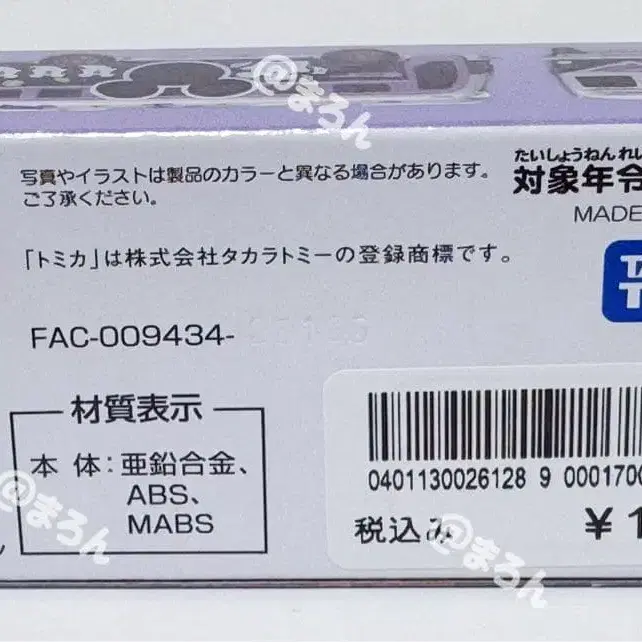 @まろん
写真やイラストは製品のカラーと異なる場合があります。
ご了承ください。
たいしょうねんれい
対象年令
MADE
「トミカ」は株式会社タカラトミーの登録商標です。
FAC-009434-
材質表示
本 体:亜鉛合金、
ABS、
MABS
0401130026128 9 0001700
税込み
¥1
@まろん
@まろん